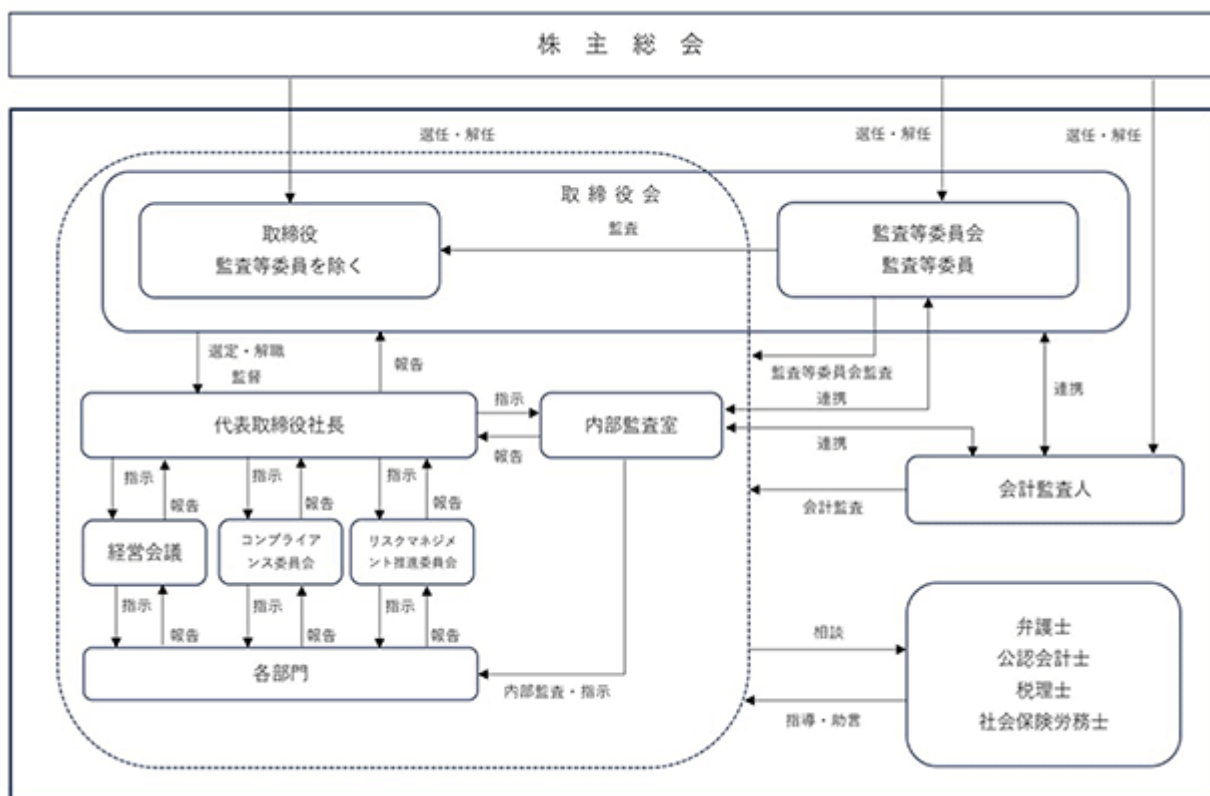 株主総会
選任・解任
選任・解任
選任・解任
取締役会
取締役
監査等委員を除く
監査
監査等委員会
監査等委員
選定・解職
監督
報告
監査等委員会監査
連携
連携
代表取締役社長
指示
報告
内部監査室
連携
会計監査人
会計監査
指示
報告
指示
報告
指示
報告
経営会議
コンプライア
ンス委員会
リスクマネジメ
ント推進委員会
指示
報告
指示
報告
指示
報告
各部門
内部監査・指示
相談
指導・助言
弁護士
公認会計士
税理士
社会保険労務士